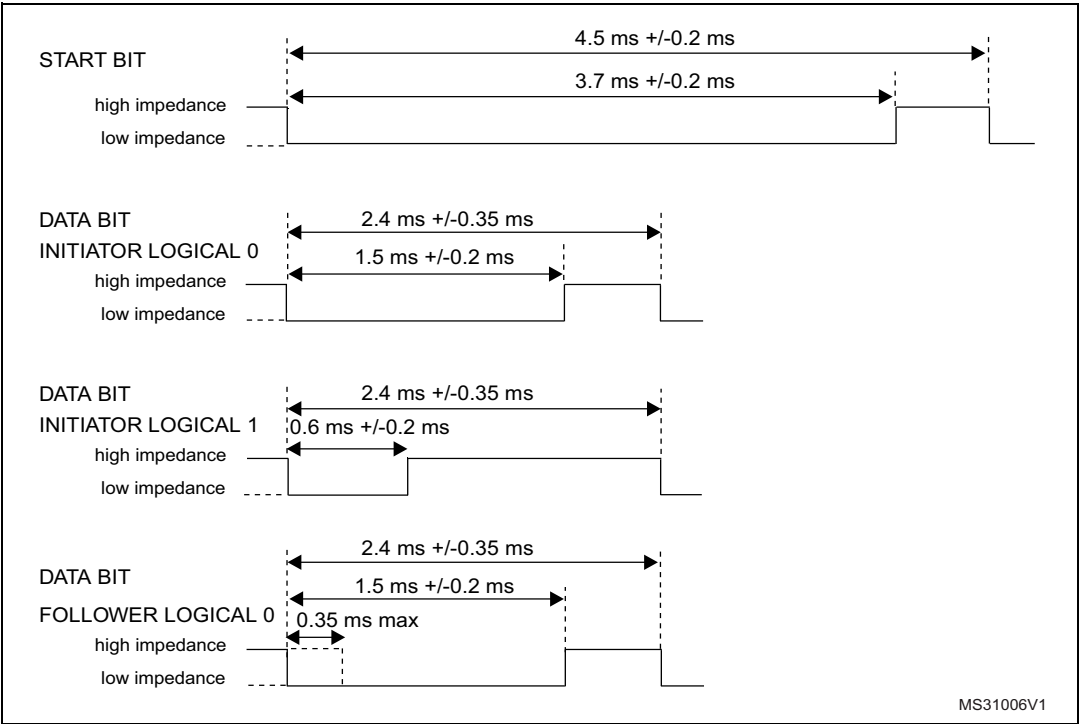 START BIT
4.5 ms +/-0.2 ms
3.7 ms +/-0.2 ms
high impedance
low impedance
DATA BIT
INITIATOR LOGICAL 0
2.4 ms +/-0.35 ms
1.5 ms +/-0.2 ms
high impedance
low impedance
DATA BIT
INITIATOR LOGICAL 1
2.4 ms +/-0.35 ms
0.6 ms +/-0.2 ms
high impedance
low impedance
DATA BIT
FOLLOWER LOGICAL 0
2.4 ms +/-0.35 ms
1.5 ms +/-0.2 ms
0.35 ms max
high impedance
low impedance
MS31006V1